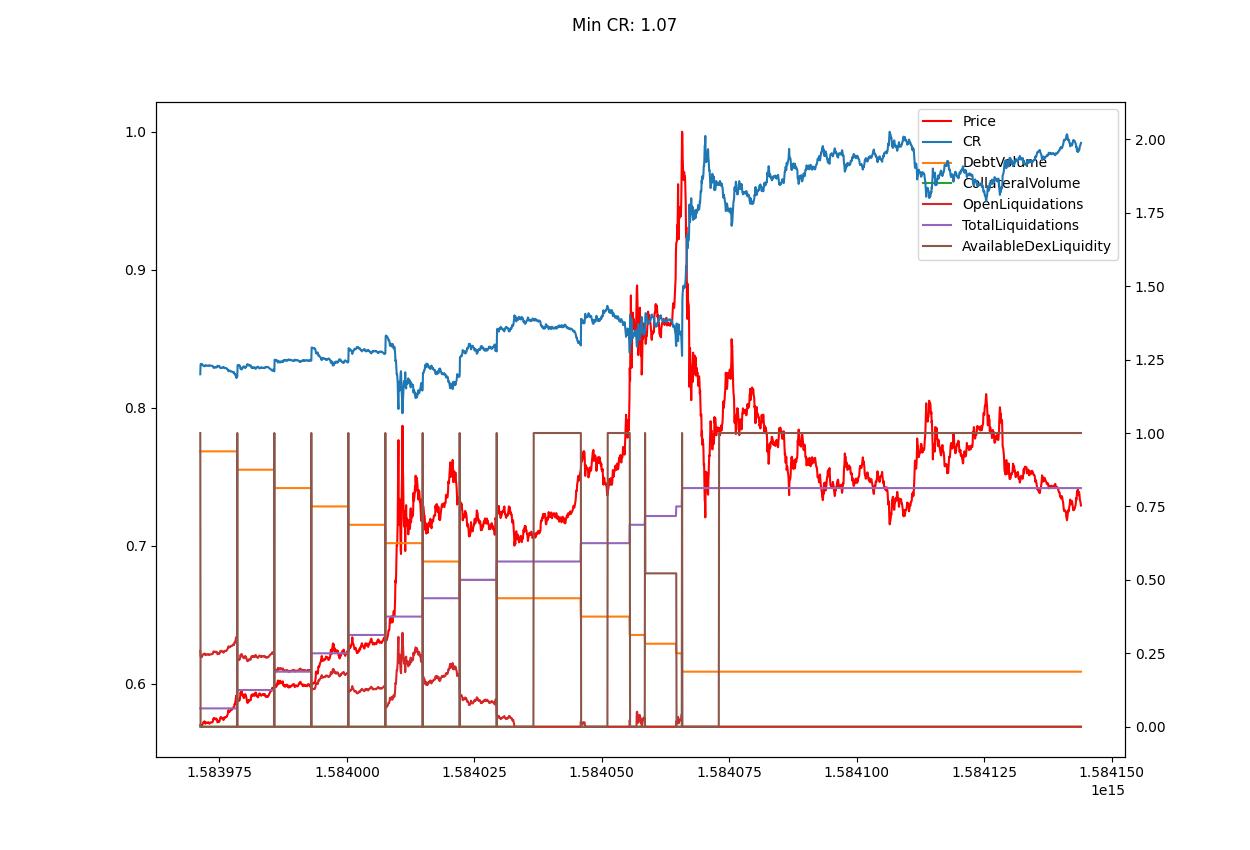 Min CR: 1.07
1.0
0.9
0.8
0.7
0.6
2.00
1.75
1.50
1.25
1.00
0.75
0.50
0.25
0.00
Price
CR
DebtVolume
CollateralVolume
OpenLiquidations
TotalLiquidations
AvailableDexLiquidity
1.583975 1.584000 1.584025 1.584050 1.584075 1.584100 1.584125 1.584150
1e15